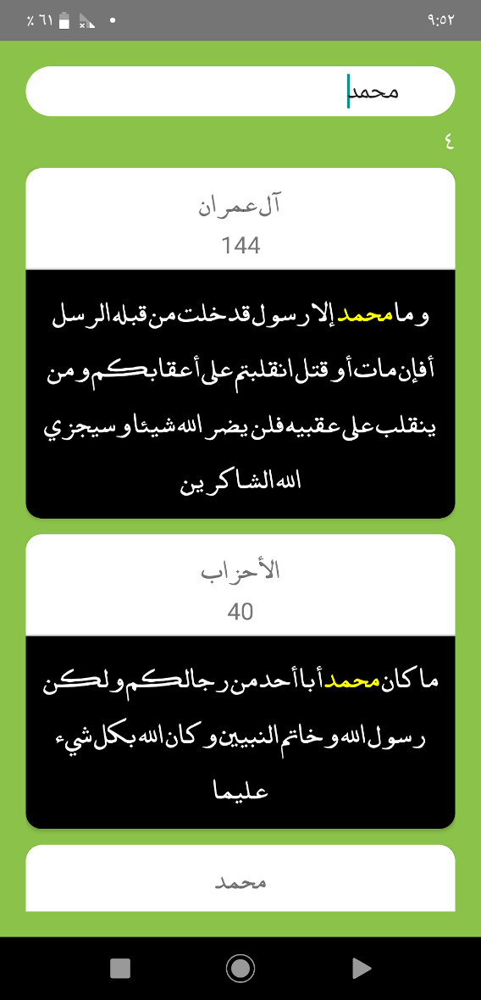 ٩:٥٢
٪ ٦١
محمد
٤
آل عمران
144
وما محمد إلا رسول قد خلت من قبله الرسل
أفإن مات أو قتل انقلبتم على أعقابكم ومن
ينقلب على عقبيه فلن يضر الله شيئا وسيجزي
الله الشاكرين
الأحزاب
40
ما كان محمد أبا أحد من رجالكم ولكن
رسول الله وخاتم النبيين وكان الله بكل شيء
عليما
محمد